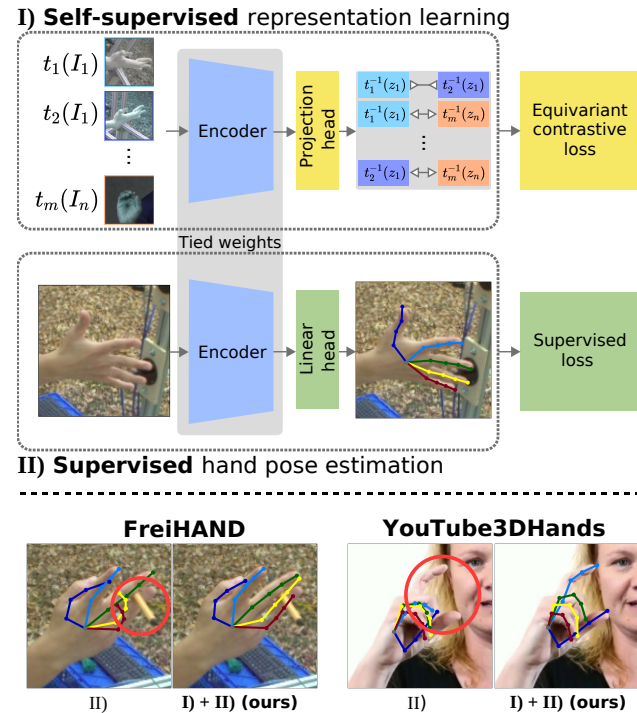 I) Self-supervised representation learning
t₁(I₁)
t₂(I₁)
...
tₘ(Iₙ)
Encoder
Projection
head
t₁⁻¹(z₁) t₂⁻¹(z₁)
t₁⁻¹(z₁) tₘ⁻¹(zₙ)
...
t₂⁻¹(z₁) tₘ⁻¹(zₙ)
Equivariant
contrastive
loss
Tied weights
Encoder
Linear
head
Supervised
loss
II) Supervised hand pose estimation
FreiHAND
YouTube3DHands
II)
I) + II) (ours)
II)
I) + II) (ours)